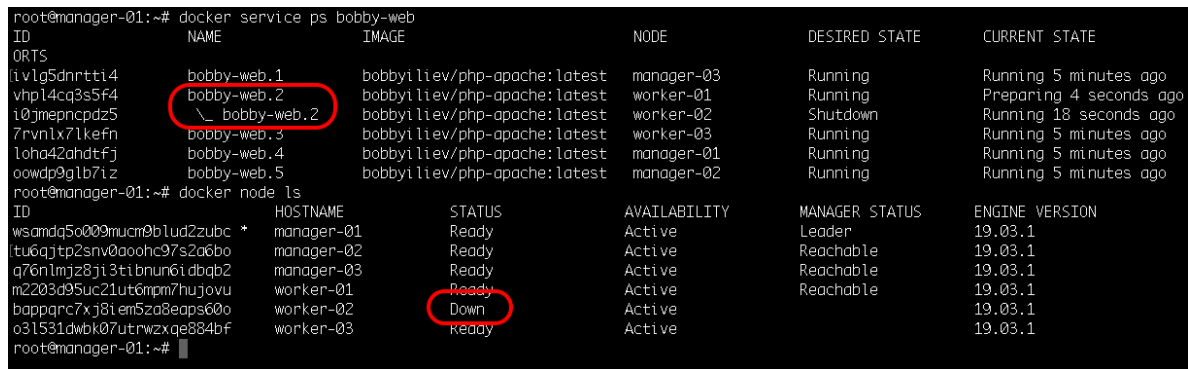 root@manager-01:~# docker service ps bobby-web
ID NAME IMAGE NODE DESIRED STATE CURRENT STATE
ORTS
[ivlg5dnrtti4 bobby-web.1 bobbyiliev/php-apache:latest manager-03 Running Running 5 minutes ago
vhpl4cq3s5f4 bobby-web.2 bobbyiliev/php-apache:latest worker-01 Running Preparing 4 seconds ago
i0jmepncpdz5 \_ bobby-web.2 bobbyiliev/php-apache:latest worker-02 Shutdown Running 18 seconds ago
7rvnlx7lkefn bobby-web.3 bobbyiliev/php-apache:latest worker-03 Running Running 5 minutes ago
loha42ahdtfj bobby-web.4 bobbyiliev/php-apache:latest manager-01 Running Running 5 minutes ago
oowdp9glb7iz bobby-web.5 bobbyiliev/php-apache:latest manager-02 Running Running 5 minutes ago
root@manager-01:~# docker node ls
ID HOSTNAME STATUS AVAILABILITY MANAGER STATUS ENGINE VERSION
wsamdq5o009mucm9blud2zubc * manager-01 Ready Active Leader 19.03.1
[tu6qjtp2snv0aoohc97s2a6bo manager-02 Ready Active Reachable 19.03.1
q76nlmjz8ji3tibnun6idbqb2 manager-03 Ready Active Reachable 19.03.1
m2203d95uc21ut6mpm7hujovu worker-01 Ready Active Reachable 19.03.1
bappqrc7xj8iem5za8eaps60o worker-02 Down Active 19.03.1
o3l531dwbk07utrwzxqe884bf worker-03 Ready Active 19.03.1
root@manager-01:~#